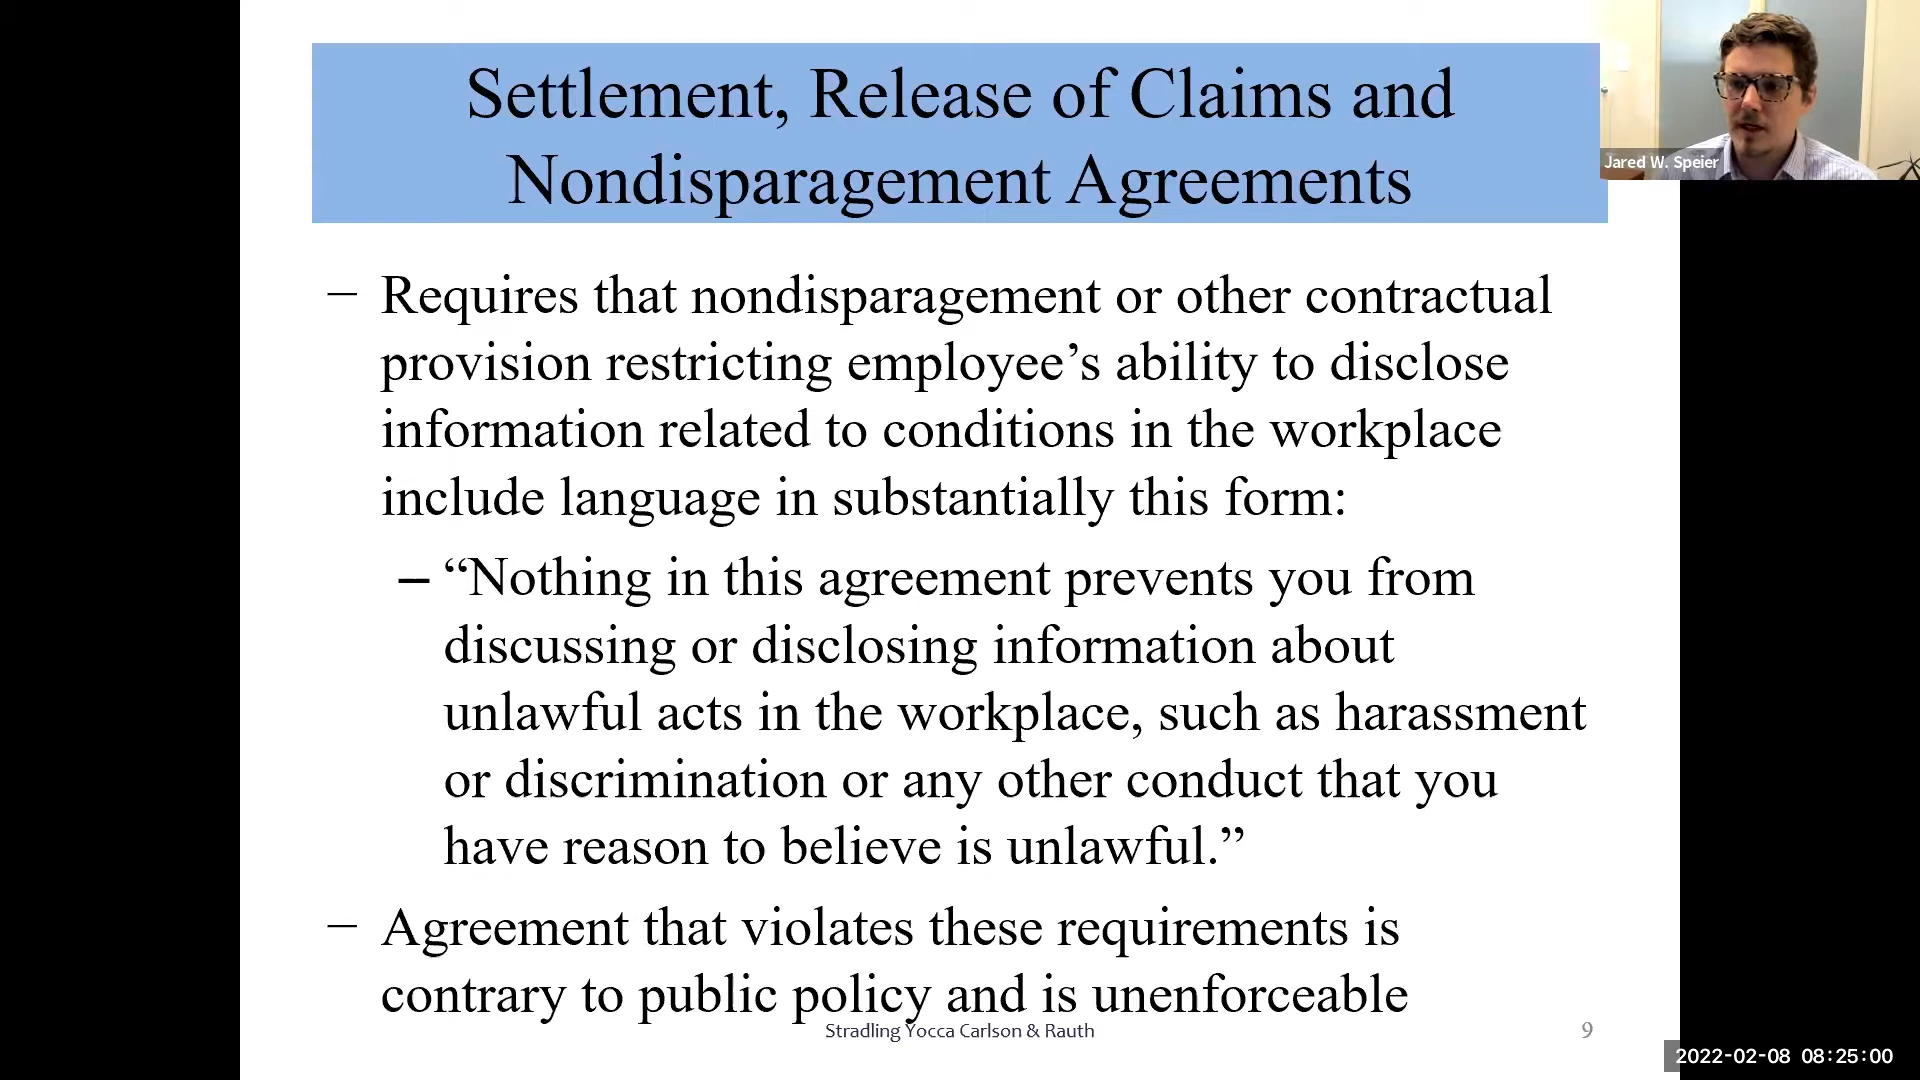 Settlement, Release of Claims and
Nondisparagement Agreements
Jared W. Speier
– Requires that nondisparagement or other contractual
provision restricting employee’s ability to disclose
information related to conditions in the workplace
include language in substantially this form:
– “Nothing in this agreement prevents you from
discussing or disclosing information about
unlawful acts in the workplace, such as harassment
or discrimination or any other conduct that you
have reason to believe is unlawful.”
– Agreement that violates these requirements is
contrary to public policy and is unenforceable
Stradling Yocca Carlson & Rauth
9
2022-02-08 08:25:00